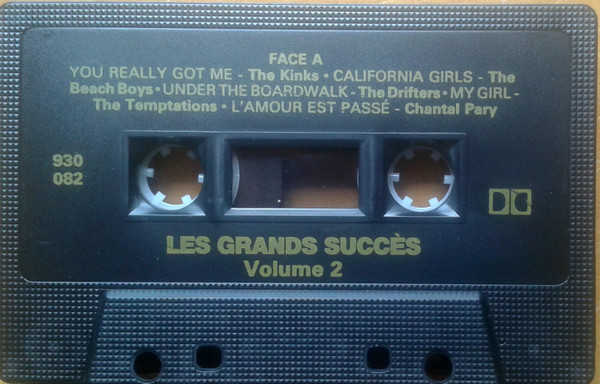 FACE A
YOU REALLY GOT ME - The Kinks • CALIFORNIA GIRLS - The
Beach Boys • UNDER THE BOARDWALK - The Drifters • MY GIRL -
The Temptations • L'AMOUR EST PASSÉ - Chantal Pary
930
082
LES GRANDS SUCCÈS
Volume 2